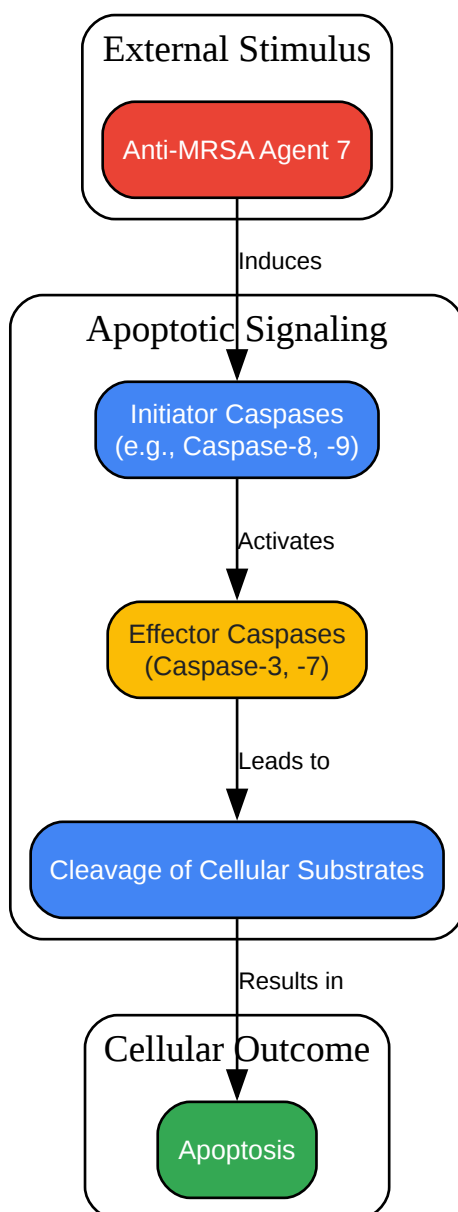 External Stimulus
Anti-MRSA Agent 7
Induces
Apoptotic Signaling
Initiator Caspases
(e.g., Caspase-8, -9)
Activates
Effector Caspases
(Caspase-3, -7)
Leads to
Cleavage of Cellular Substrates
Results in
Cellular Outcome
Apoptosis